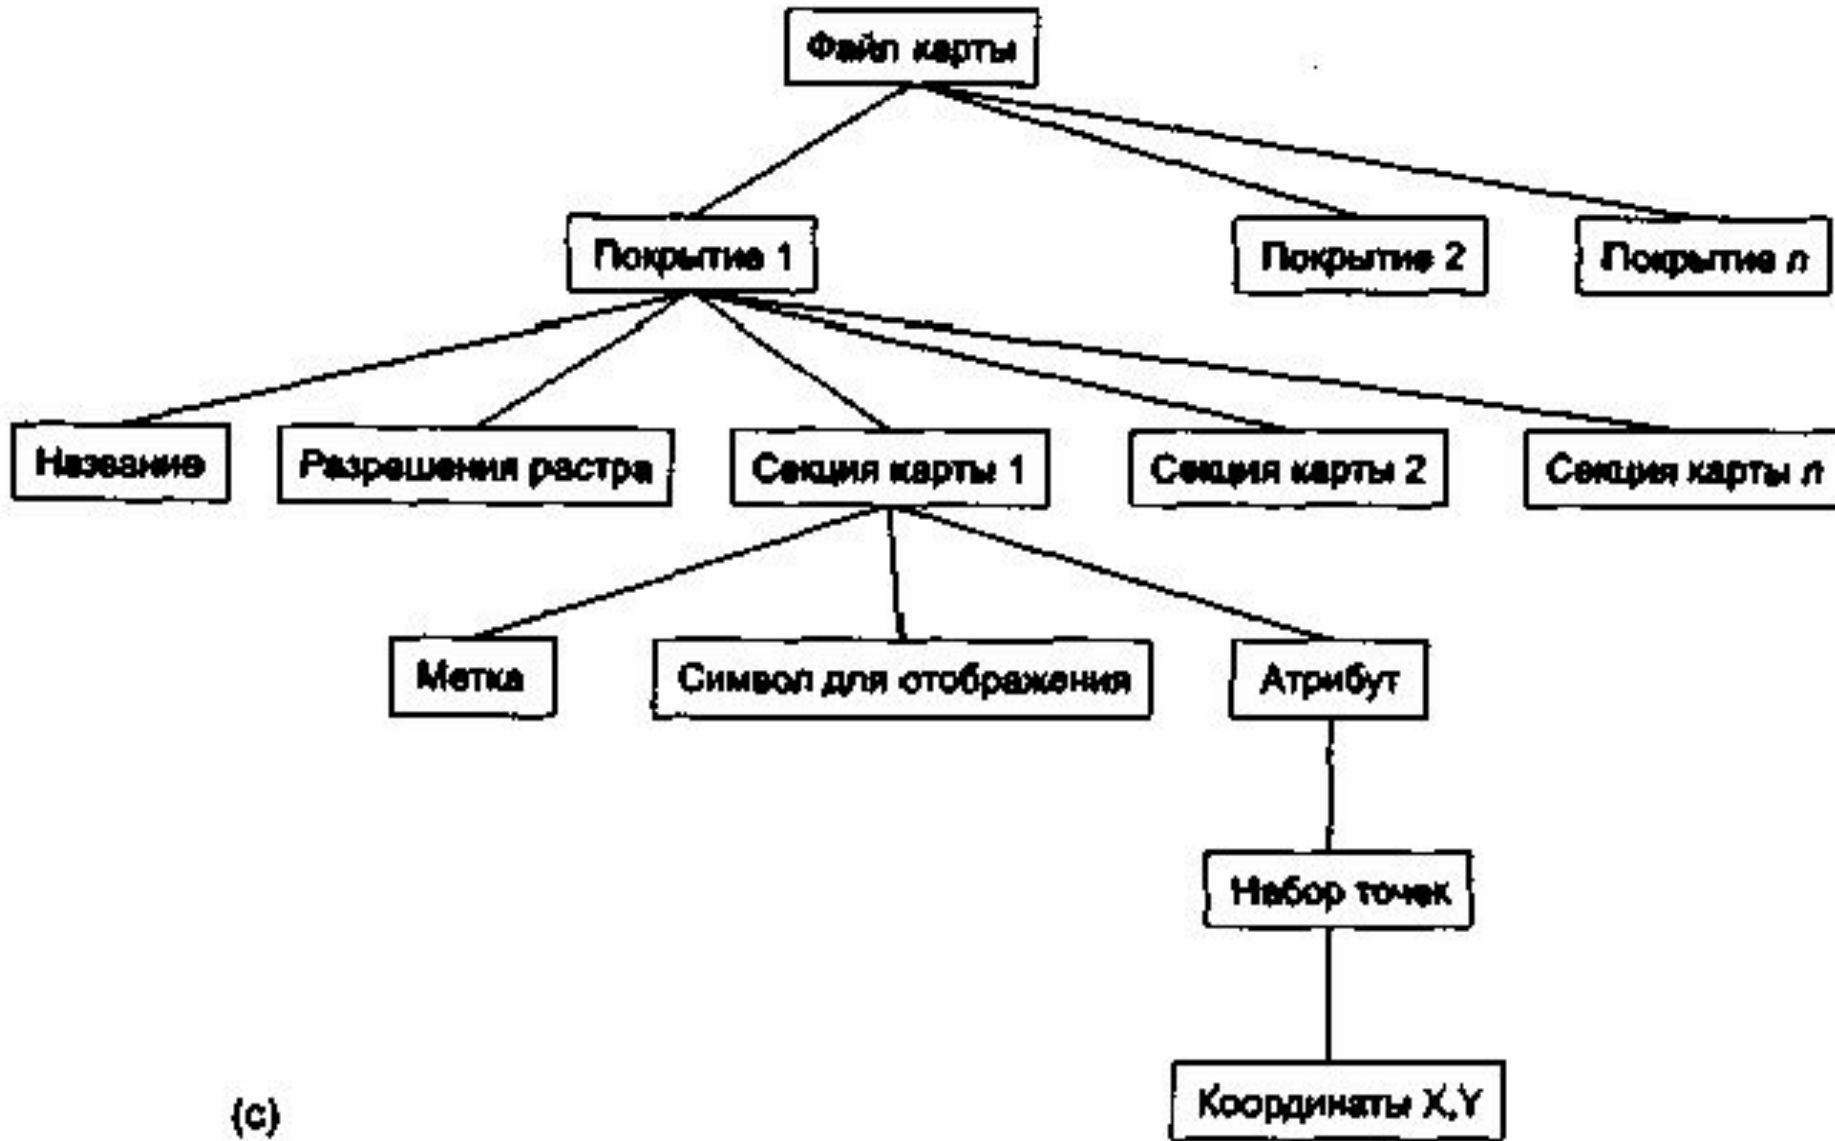 Файл карты
Покрытие 1
Покрытие 2
Покрытие n
Название
Разрешения растра
Секция карты 1
Секция карты 2
Секция карты n
Метка
Символ для отображения
Атрибут
Набор точек
Координаты X,Y
(c)